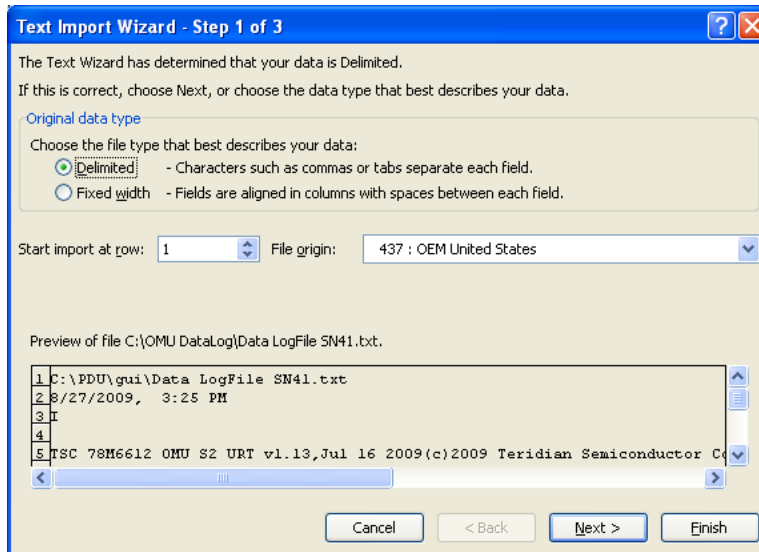 Text Import Wizard - Step 1 of 3
The Text Wizard has determined that your data is Delimited.
If this is correct, choose Next, or choose the data type that best describes your data.
Original data type
Choose the file type that best describes your data:
Delimited - Characters such as commas or tabs separate each field.
Fixed width - Fields are aligned in columns with spaces between each field.
Start import at row: 1 File origin: 437 : OEM United States
Preview of file C:\OMU DataLog\Data LogFile SN41.txt.
1 C:\PDU\gui\Data LogFile SN41.txt
2 8/27/2009, 3:25 PM
3 I
4
5 TSC 78M6612 OMU S2 URT v1.13,Jul 16 2009(c)2009 Teridian Semiconductor Co
Cancel < Back Next > Finish